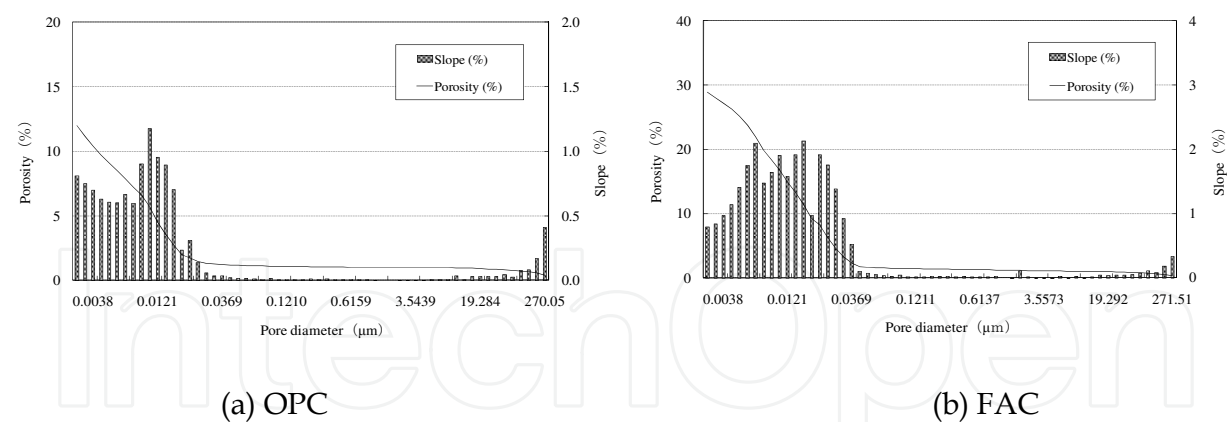 20
15
10
5
0
Porosity (%)
2.0
1.5
1.0
0.5
0.0
Slope (%)
Slope (%)
Porosity (%)
0.0038 0.0121 0.0369 0.1210 0.6159 3.5439 19.284 270.05
Pore diameter (μm)
(a) OPC
40
30
20
10
0
Porosity (%)
4
3
2
1
0
Slope (%)
Slope (%)
Porosity (%)
0.0038 0.0121 0.0369 0.1211 0.6137 3.5573 19.292 271.51
Pore diameter (μm)
(b) FAC
IntechOpen
IntechOpen